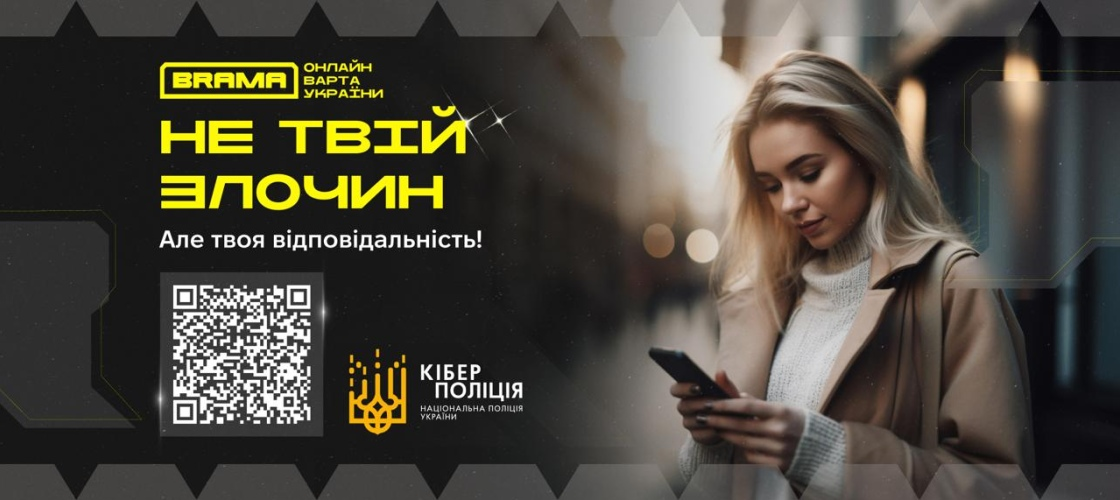 BRAMA
ОНЛАЙН
ВАРТА
УКРАЇНИ
НЕ ТВІЙ
ЗЛОЧИН
Але твоя відповідальність!
КІБЕР
ПОЛІЦІЯ
НАЦІОНАЛЬНА ПОЛІЦІЯ
УКРАЇНИ